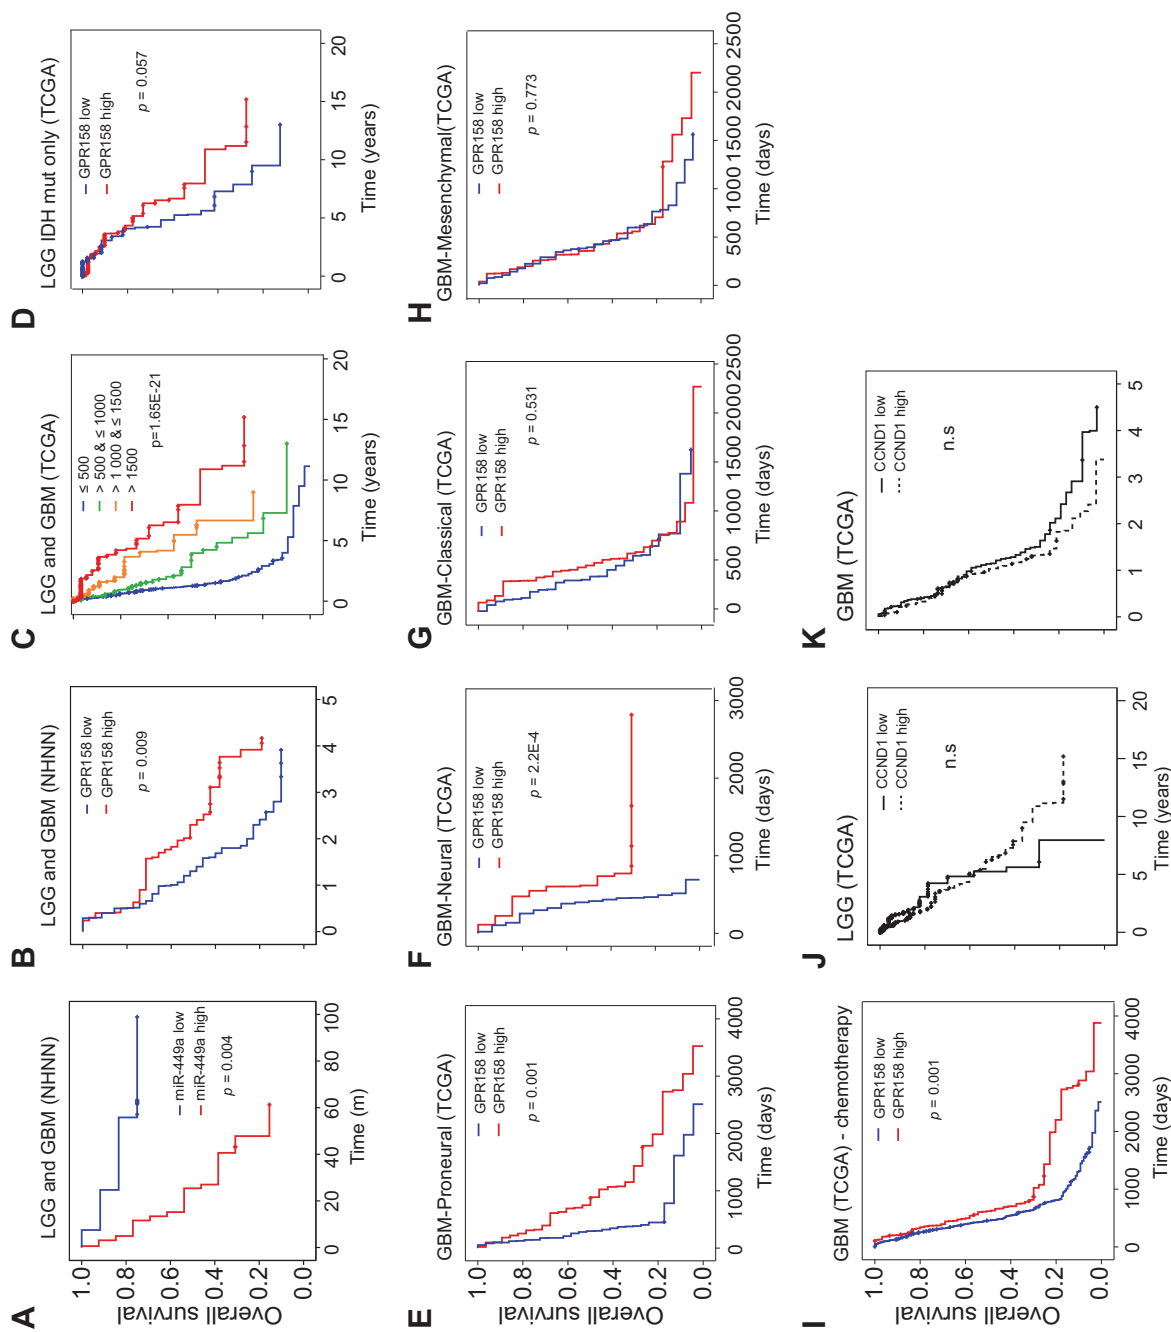 A
LGG and GBM (NHNN)
miR-449a low
miR-449a high
p = 0.004
Overall survival
1.0
0.8
0.6
0.4
0.2
0.0
0 20 40 60 80 100
Time (m)
B
LGG and GBM (NHNN)
GPR158 low
GPR158 high
p = 0.009
0 1 2 3 4 5
C
LGG and GBM (TCGA)
≤ 500
> 500 & ≤ 1000
> 1 000 & ≤ 1500
> 1500
p=1.65E-21
0 5 10 15 20
Time (years)
D
LGG IDH mut only (TCGA)
GPR158 low
GPR158 high
p = 0.057
0 5 10 15 20
Time (years)
E
GBM-Proneural (TCGA)
GPR158 low
GPR158 high
p = 0.001
Overall survival
1.0
0.8
0.6
0.4
0.2
0.0
0 1000 2000 3000 4000
Time (days)
F
GBM-Neural (TCGA)
GPR158 low
GPR158 high
p = 2.2E-4
0 1000 2000 3000
Time (days)
G
GBM-Classical (TCGA)
GPR158 low
GPR158 high
p = 0.531
0 500 1000 1500 2000 2500
Time (days)
H
GBM-Mesenchymal(TCGA)
GPR158 low
GPR158 high
p = 0.773
0 500 1000 1500 2000 2500
Time (days)
I
GBM (TCGA) - chemotherapy
GPR158 low
GPR158 high
p = 0.001
Overall survival
1.0
0.8
0.6
0.4
0.2
0.0
0 1000 2000 3000 4000
Time (days)
J
LGG (TCGA)
CCND1 low
CCND1 high
n.s
0 5 10 15 20
Time (years)
K
GBM (TCGA)
CCND1 low
CCND1 high
n.s
0 1 2 3 4 5